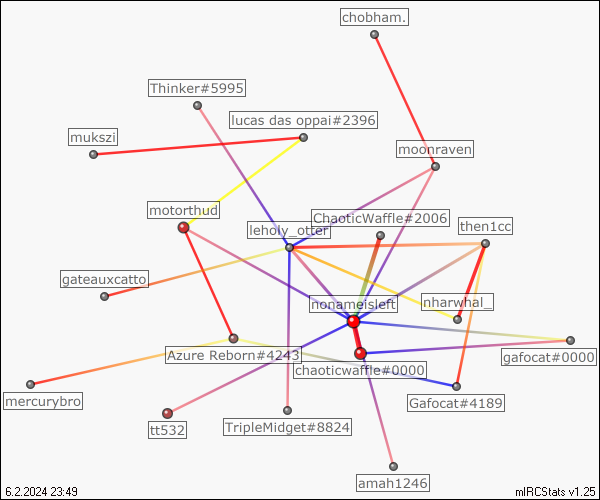 chobham.
Thinker#5995
lucas das oppai#2396
mukszi
moonraven
motorthud
ChaoticWaffle#2006
leholy_otter
then1cc
gateauxcatto
nonameisleft
nharwhal_
Azure Reborn#4243
gafocat#0000
chaoticwaffle#0000
mercurybro
Gafocat#4189
tt532
TripleMidget#8824
amah1246
6.2.2024 23:49
mIRCStats v1.25